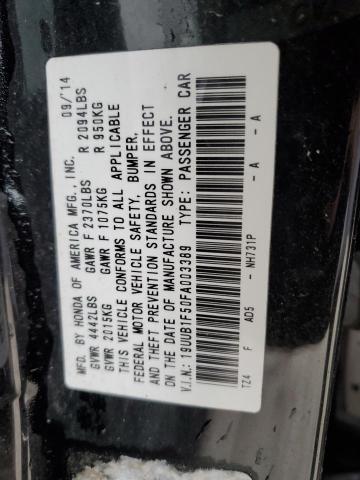 MFD. BY HONDA OF AMERICA MFG., INC. 09/'14
GVWR 4442LBS GAWR F 2370LBS R 2094LBS
GVWR 2015KG GAWR F 1075KG R 950KG
THIS VEHICLE CONFORMS TO ALL APPLICABLE
FEDERAL MOTOR VEHICLE SAFETY, BUMPER,
AND THEFT PREVENTION STANDARDS IN EFFECT
ON THE DATE OF MANUFACTURE SHOWN ABOVE.
V.I.N.: 19UUB1F50FA003389 TYPE: PASSENGER CAR
TZ4 F AD5 - NH731P - A - A